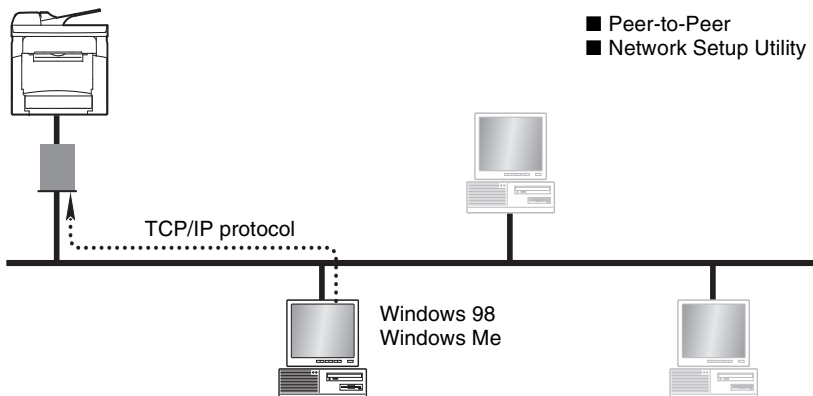 ■ Peer-to-Peer
■ Network Setup Utility
TCP/IP protocol
Windows 98
Windows Me